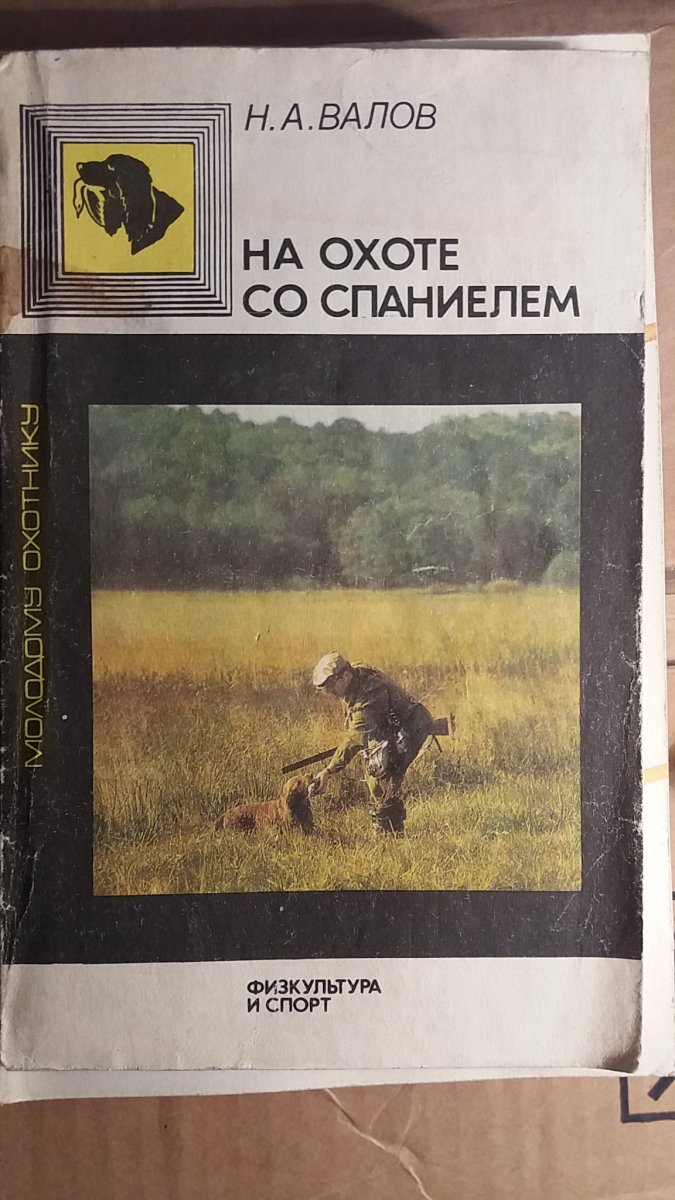 Н.А.ВАЛОВ
НА ОХОТЕ
СО СПАНИЕЛЕМ
МОЛОДОМУ ОХОТНИКУ
ФИЗКУЛЬТУРА
И СПОРТ